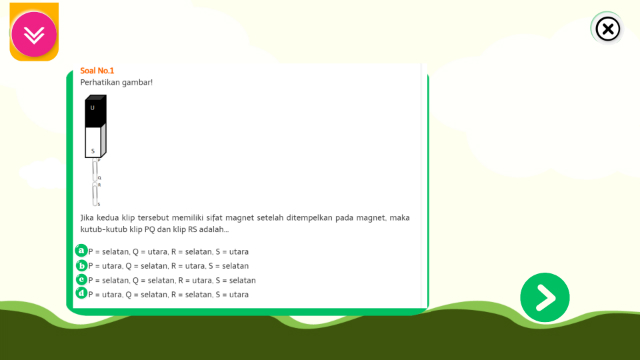 Soal No.1
Perhatikan gambar!
U
S
P
Q
R
S
Jika kedua klip tersebut memiliki sifat magnet setelah ditempelkan pada magnet, maka
kutub-kutub klip PQ dan klip RS adalah...
a P = selatan, Q = utara, R = selatan, S = utara
b P = utara, Q = selatan, R = utara, S = selatan
c P = selatan, Q = selatan, R = utara, S = selatan
d P = utara, Q = selatan, R = selatan, S = utara